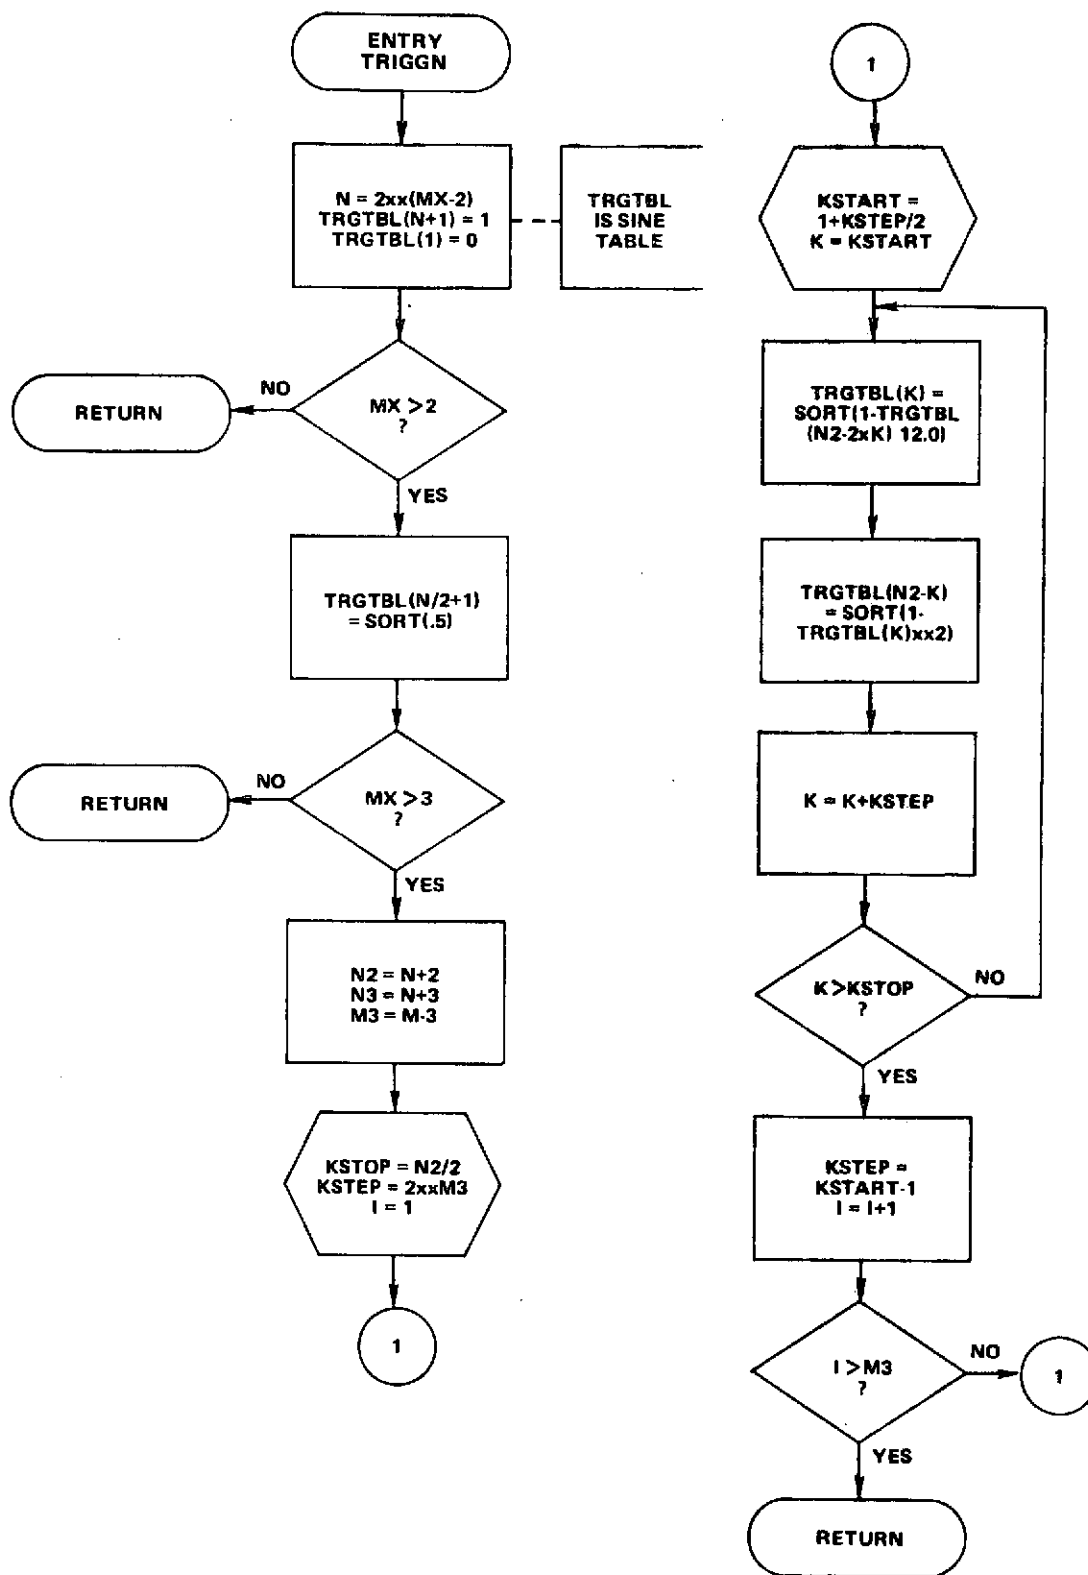 ENTRY
TRIGGN
N = 2xx(MX-2)
TRGTBL(N+1) = 1
TRGTBL(1) = 0
TRGTBL
IS SINE
TABLE
MX >2
?
NO
RETURN
YES
TRGTBL(N/2+1)
= SORT(.5)
MX >3
?
NO
RETURN
YES
N2 = N+2
N3 = N+3
M3 = M-3
KSTOP = N2/2
KSTEP = 2xxM3
I = 1
1
1
KSTART =
1+KSTEP/2
K = KSTART
TRGTBL(K) =
SORT(1-TRGTBL
(N2-2xK) 12.0)
TRGTBL(N2-K)
= SORT(1-
TRGTBL(K)xx2)
K = K+KSTEP
K>KSTOP
?
NO
YES
KSTEP =
KSTART-1
I = I+1
I >M3
?
NO
1
YES
RETURN